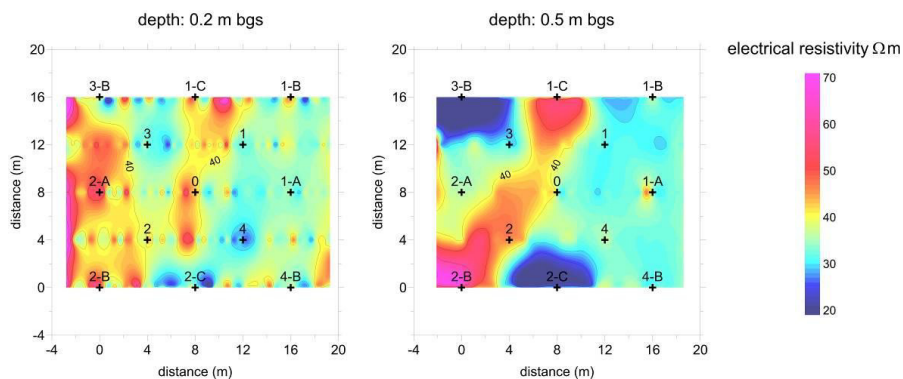 depth: 0.2 m bgs
depth: 0.5 m bgs
electrical resistivity Ωm
20
16
12
8
4
0
-4
distance (m)
3-B 1-C 1-B
3 1
40 40
2-A 0 1-A
2 4
2-B 2-C 4-B
-4 0 4 8 12 16 20
distance (m)
20
16
12
8
4
0
-4
distance (m)
3-B 1-C 1-B
3 1
40 40
2-A 0 1-A
2 4
2-B 2-C 4-B
-4 0 4 8 12 16 20
distance (m)
70
60
50
40
30
20